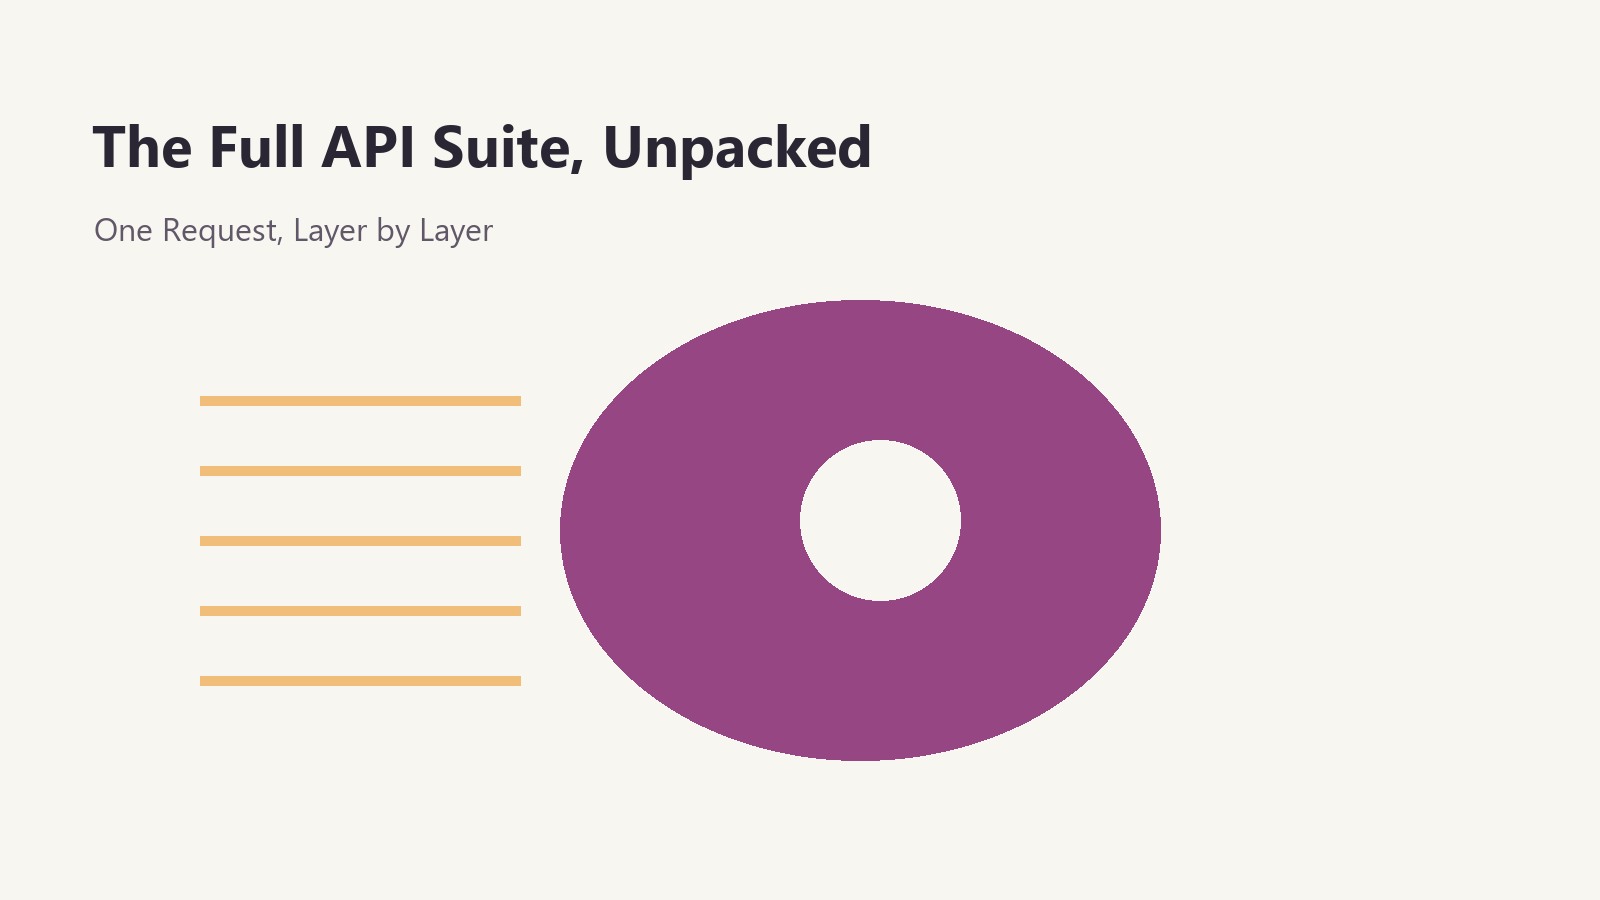 The Full API Suite, Unpacked
One Request, Layer by Layer